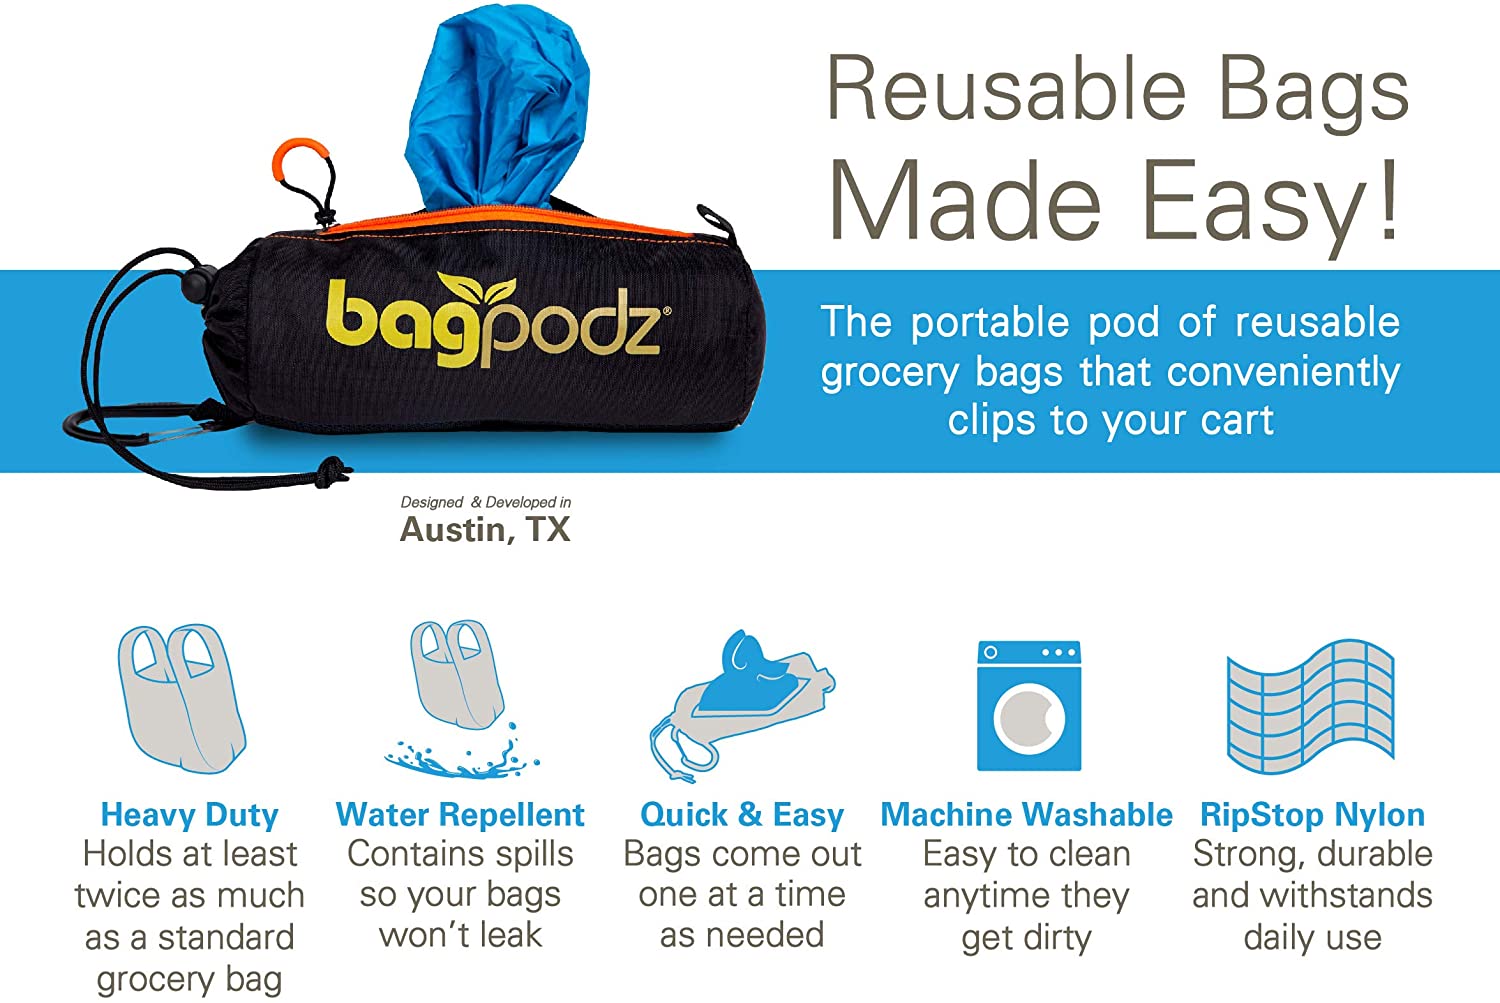 Reusable Bags
Made Easy!
bagpodz®
The portable pod of reusable
grocery bags that conveniently
clips to your cart
Designed & Developed in
Austin, TX
Heavy Duty
Holds at least
twice as much
as a standard
grocery bag
Water Repellent
Contains spills
so your bags
won't leak
Quick & Easy
Bags come out
one at a time
as needed
Machine Washable
Easy to clean
anytime they
get dirty
RipStop Nylon
Strong, durable
and withstands
daily use